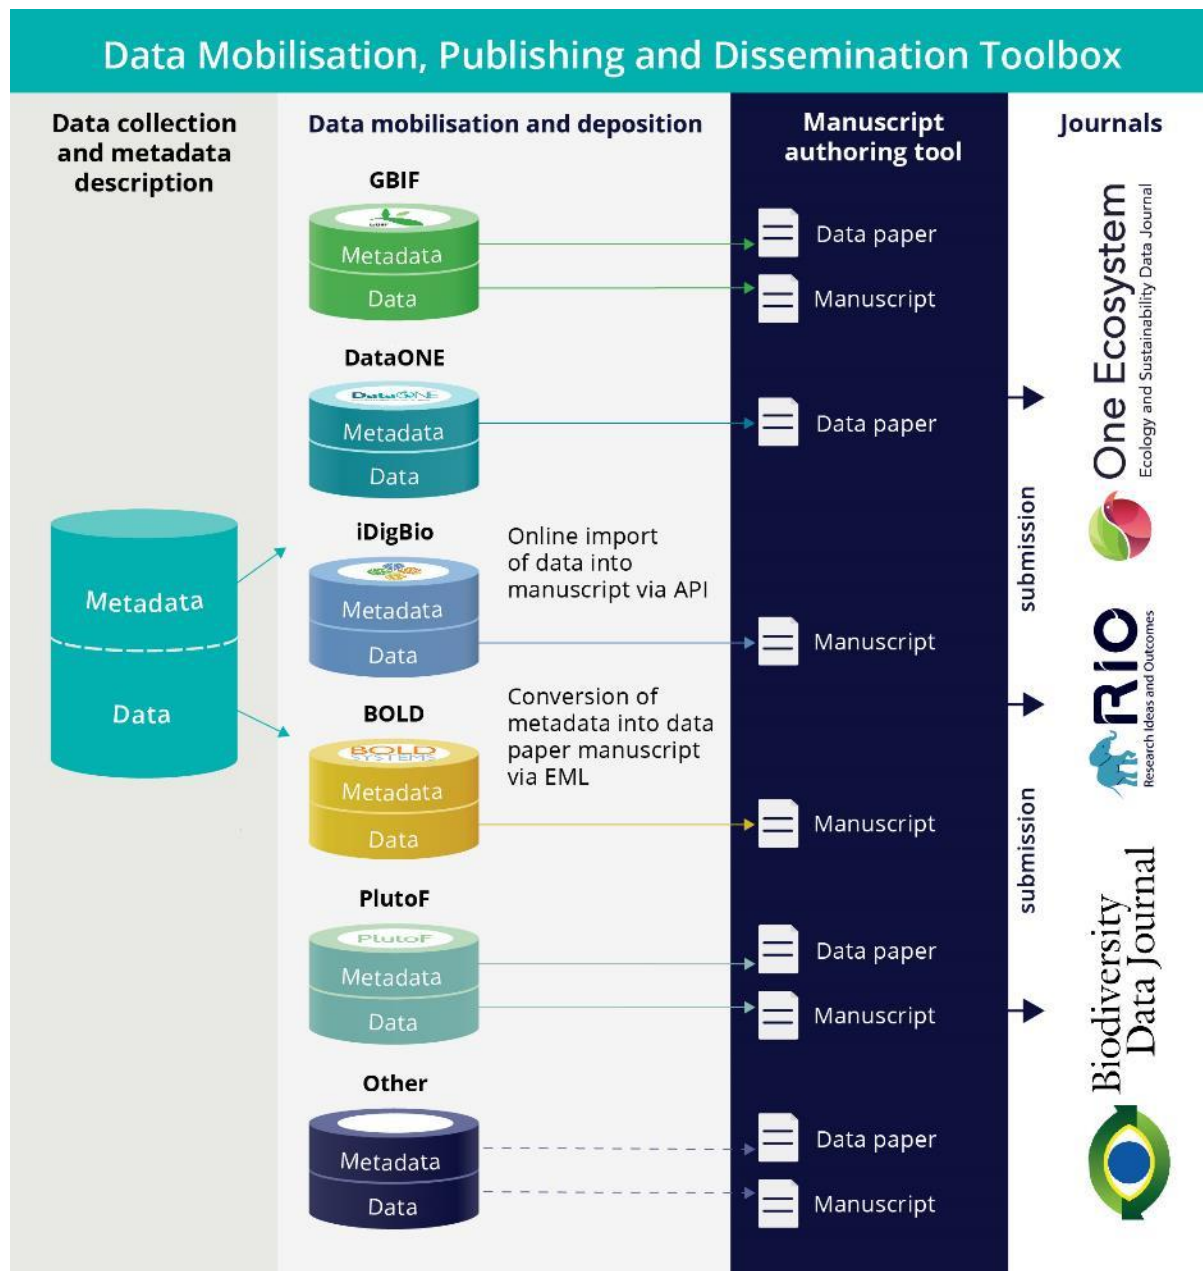 Data Mobilisation, Publishing and Dissemination Toolbox
Data collection
and metadada
description
Metadata
Data
Data mobilisation and deposition
GBIF
Metadata
Data
DataONE
DataONE
Metadata
Data
iDigBio
Metadata
Data
Online import
of data into
manuscript via API
BOLD
BOLD
SYSTEMS
Metadata
Data
Conversion of
metadata into data
paper manuscript
via EML
PlutoF
PlutoF
Metadata
Data
Other
Metadata
Data
Manuscript
authoring tool
Data paper
Manuscript
Data paper
Manuscript
Manuscript
Data paper
Manuscript
Data paper
Manuscript
submission
submission
Journals
One Ecosystem
Ecology and Sustainability Data Journal
RIO
Research Ideas and Outcomes
Biodiversity
Data Journal